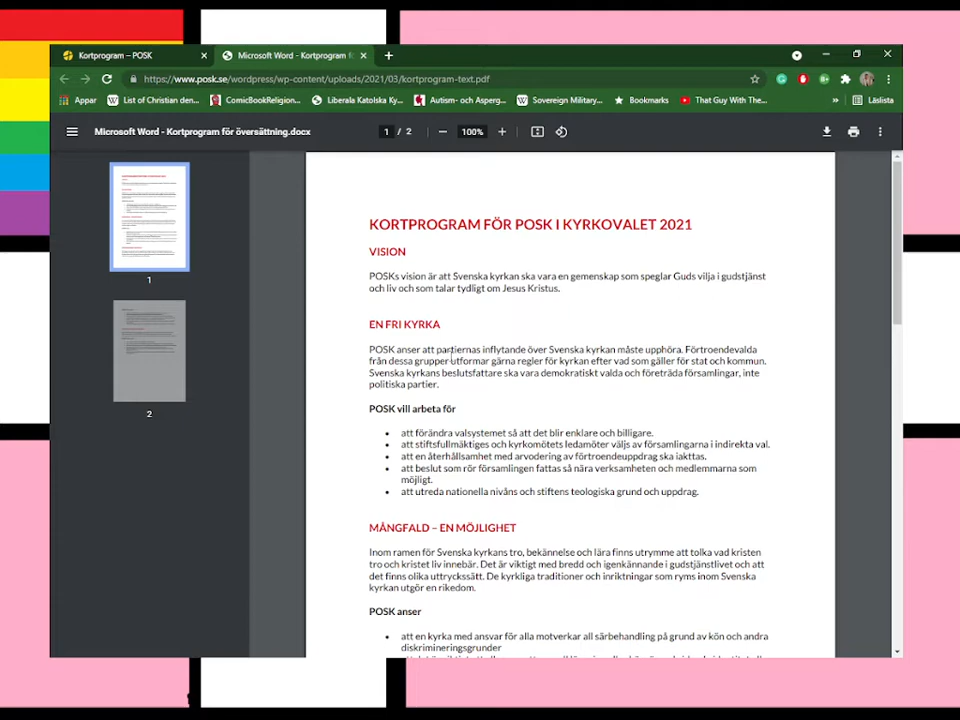 Kortprogram – POSK
Microsoft Word - Kortprogram f
https://www.posk.se/wordpress/wp-content/uploads/2021/03/kortprogram-text.pdf
Appar
List of Christian den...
ComicBookReligion...
Liberala Katolska Ky...
Autism- och Asperg...
Sovereign Military...
Bookmarks
That Guy With The...
»
Läslista
Microsoft Word - Kortprogram för översättning.docx
1 / 2
100%
1
2
KORTPROGRAM FÖR POSK I KYRKOVALET 2021
VISION
POSKs vision är att Svenska kyrkan ska vara en gemenskap som speglar Guds vilja i gudstjänst
och liv och som talar tydligt om Jesus Kristus.
EN FRI KYRKA
POSK anser att partiernas inflytande över Svenska kyrkan måste upphöra. Förtroendevalda
från dessa grupper utformar gärna regler för kyrkan efter vad som gäller för stat och kommun.
Svenska kyrkans beslutsfattare ska vara demokratiskt valda och företräda församlingar, inte
politiska partier.
POSK vill arbeta för
• att förändra valsystemet så att det blir enklare och billigare.
• att stiftsfullmäktiges och kyrkomötets ledamöter väljs av församlingarna i indirekta val.
• att en återhållsamhet med arvodering av förtroendeuppdrag ska iakttas.
• att beslut som rör församlingen fattas så nära verksamheten och medlemmarna som
möjligt.
• att utreda nationella nivåns och stiftens teologiska grund och uppdrag.
MÅNGFALD – EN MÖJLIGHET
Inom ramen för Svenska kyrkans tro, bekännelse och lära finns utrymme att tolka vad kristen
tro och kristet liv innebär. Det är viktigt med bredd och igenkännande i gudstjänstlivet och att
det finns olika uttryckssätt. De kyrkliga traditioner och inriktningar som ryms inom Svenska
kyrkan utgör en rikedom.
POSK anser
• att en kyrka med ansvar för alla motverkar all särbehandling på grund av kön och andra
diskrimineringsgrunder